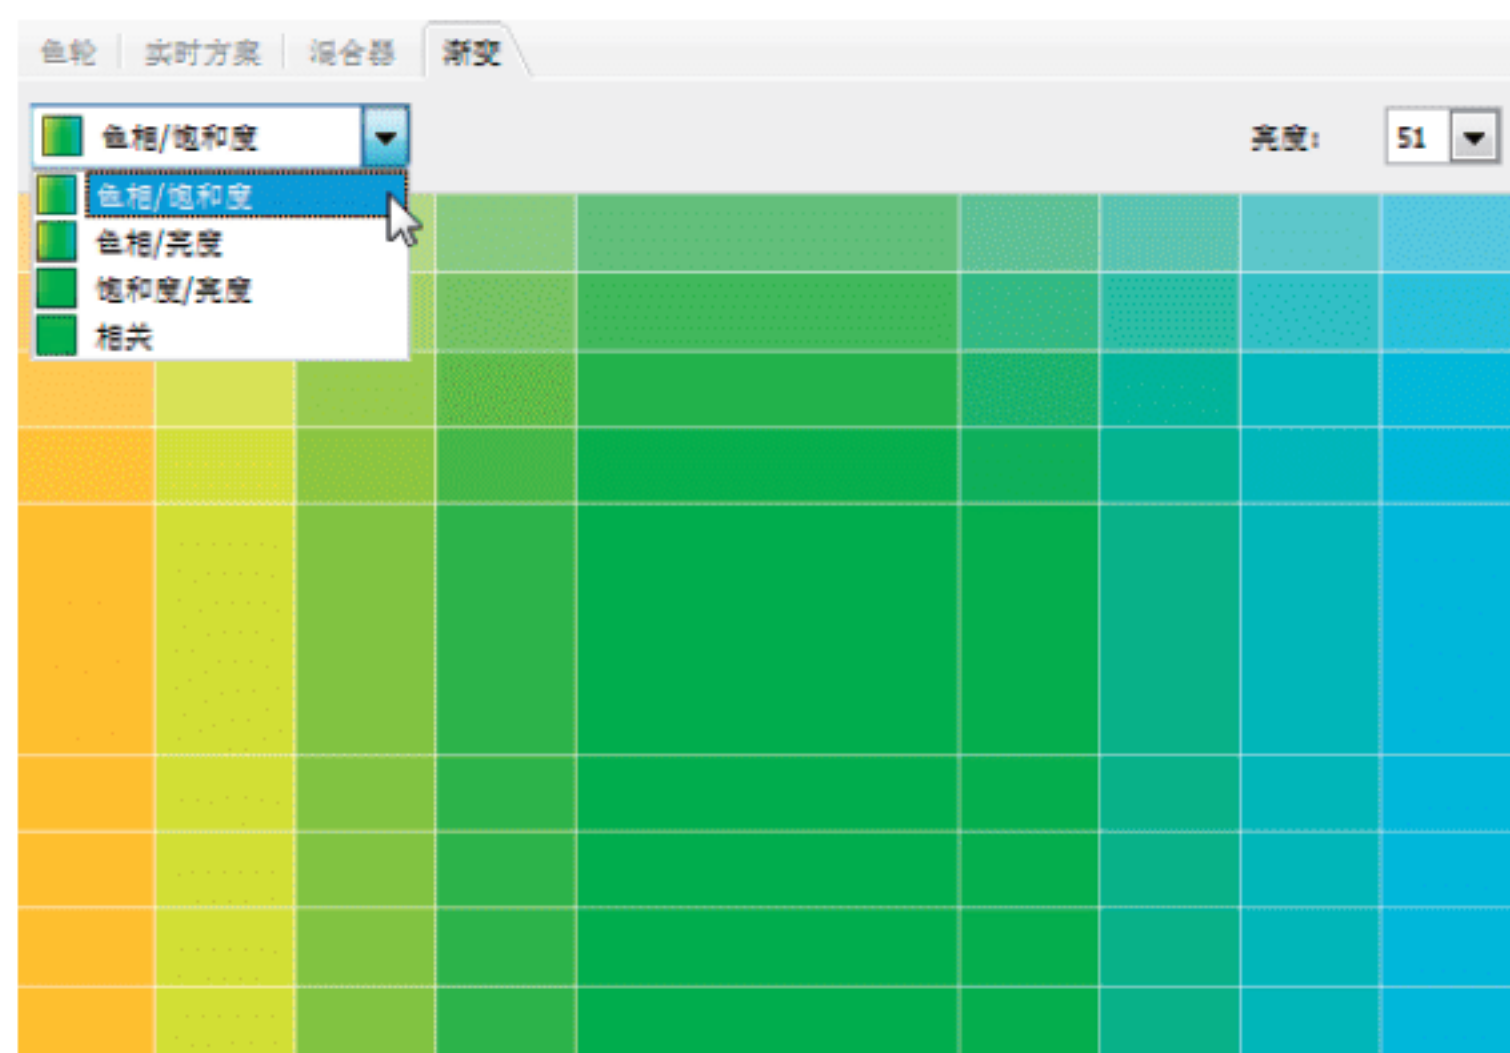 色轮 实时方案 混合器 渐变
色相/饱和度 亮度: 51
色相/饱和度
色相/亮度
饱和度/亮度
相关